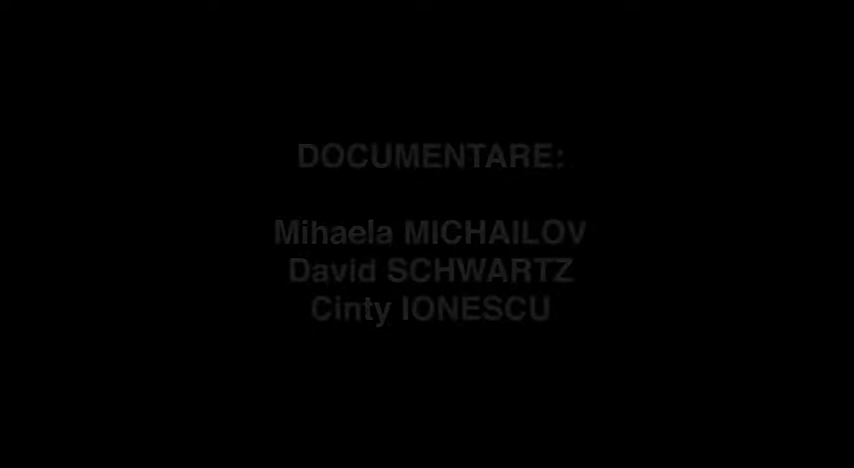 DOCUMENTARE:
Mihaela MICHAILOV
David SCHWARTZ
Cinty IONESCU